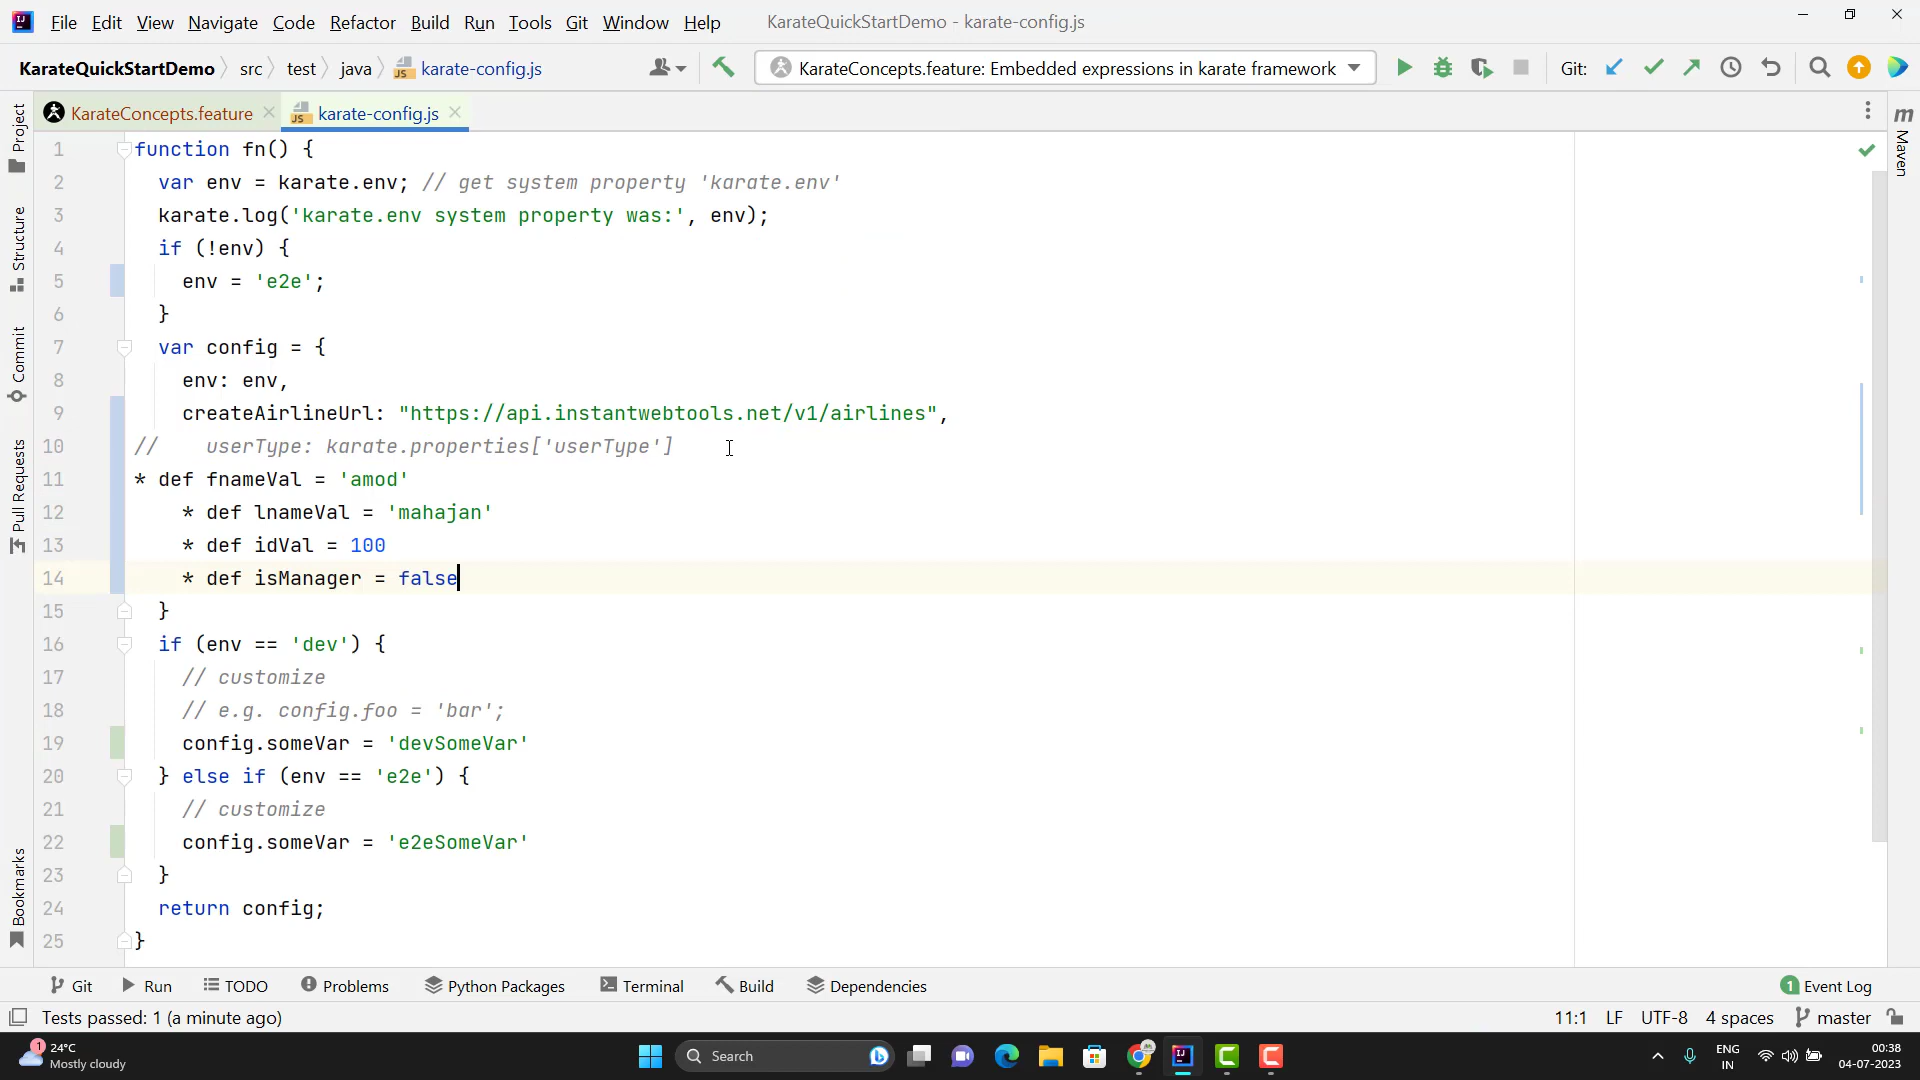 File Edit View Navigate Code Refactor Build Run Tools Git Window Help KarateQuickStartDemo - karate-config.js
KarateQuickStartDemo src test java JS karate-config.js KarateConcepts.feature: Embedded expressions in karate framework Git:
KarateConcepts.feature JS karate-config.js
Project
Structure
Commit
Pull Requests
Bookmarks
m Maven
1 function fn() {
2 var env = karate.env; // get system property 'karate.env'
3 karate.log('karate.env system property was:', env);
4 if (!env) {
5 env = 'e2e';
6 }
7 var config = {
8 env: env,
9 createAirlineUrl: "https://api.instantwebtools.net/v1/airlines",
10 // userType: karate.properties['userType']
11 * def fnameVal = 'amod'
12 * def lnameVal = 'mahajan'
13 * def idVal = 100
14 * def isManager = false
15 }
16 if (env == 'dev') {
17 // customize
18 // e.g. config.foo = 'bar';
19 config.someVar = 'devSomeVar'
20 } else if (env == 'e2e') {
21 // customize
22 config.someVar = 'e2eSomeVar'
23 }
24 return config;
25 }
Git Run TODO Problems Python Packages Terminal Build Dependencies 1 Event Log
Tests passed: 1 (a minute ago) 11:1 LF UTF-8 4 spaces master
1 24°C
Mostly cloudy
Search
ENG
IN
00:38
04-07-2023